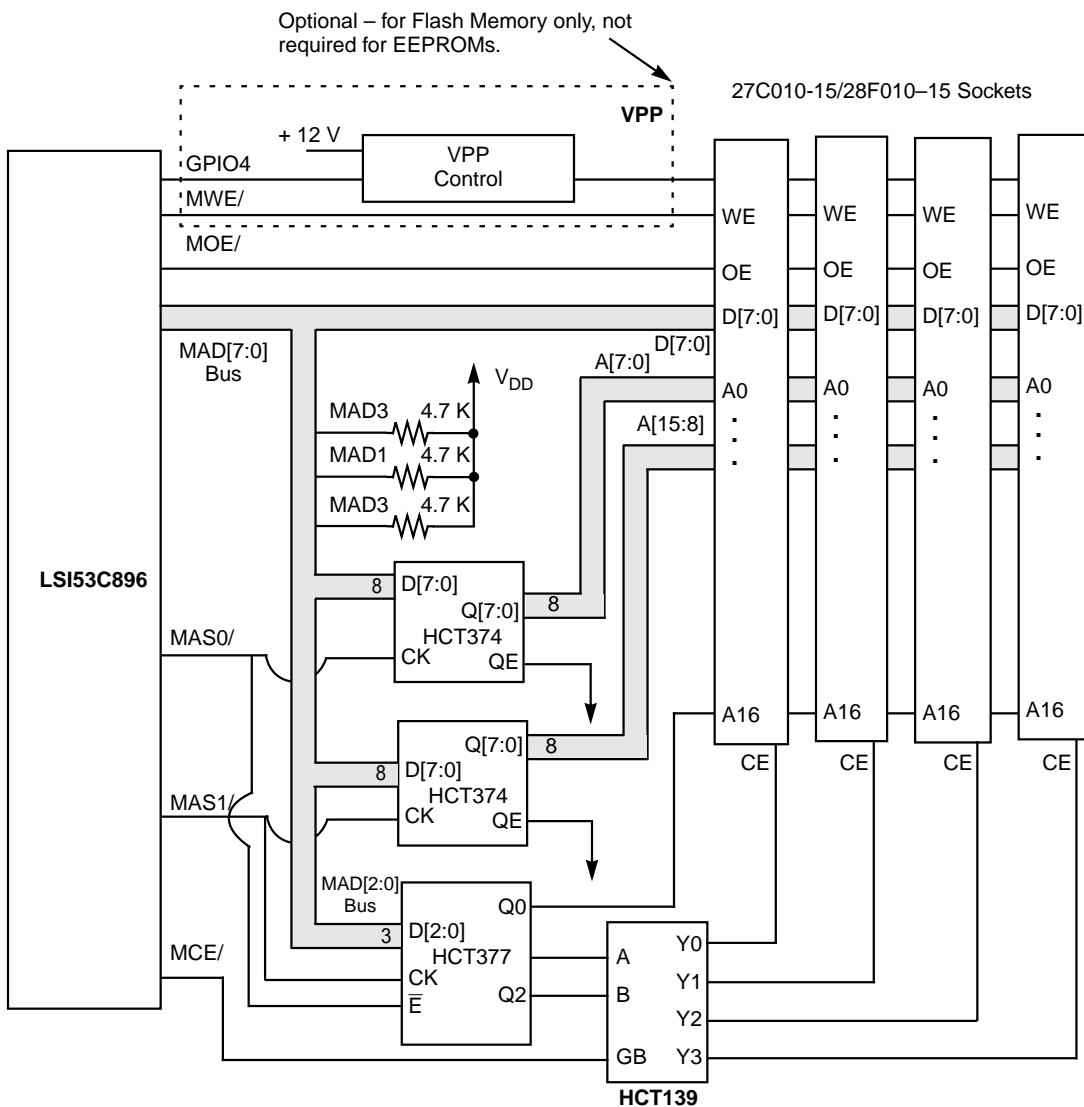 Optional – for Flash Memory only, not
required for EEPROMs.
27C010-15/28F010–15 Sockets
VPP
+ 12 V
VPP
Control
GPIO4
MWE/
WE
WE
WE
WE
MOE/
OE
OE
OE
OE
D[7:0]
D[7:0]
D[7:0]
D[7:0]
MAD[7:0]
Bus
D[7:0]
A[7:0]
VDD
A0
A0
A0
A0
MAD3
4.7 K
A[15:8]
MAD1
4.7 K
MAD3
4.7 K
LSI53C896
8
D[7:0]
Q[7:0]
8
HCT374
CK
QE
MAS0/
A16
A16
A16
A16
Q[7:0]
8
8
D[7:0]
HCT374
CK
QE
CE
CE
CE
CE
MAS1/
MAD[2:0]
Bus
Q0
3
D[2:0]
HCT377
CK
Q2
E
MCE/
A
B
GB
Y0
Y1
Y2
Y3
HCT139